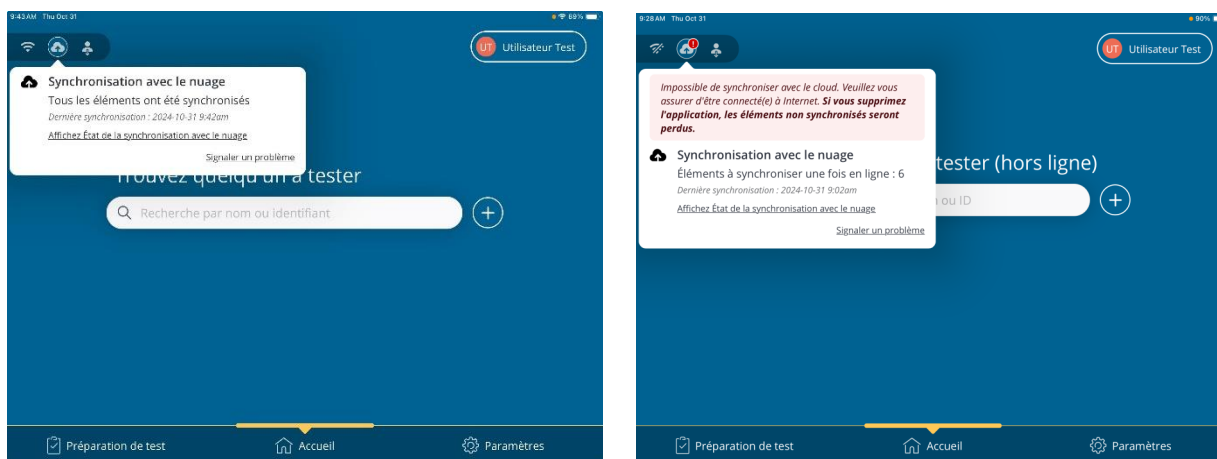 9:43 AM Thu Oct 31
89%
UT Utilisateur Test
Synchronisation avec le nuage
Tous les éléments ont été synchronisés
Dernière synchronisation : 2024-10-31 9:42am
Affichez État de la synchronisation avec le nuage
Signaler un problème
Trouvez quelqu'un à tester
Recherche par nom ou identifiant
Préparation de test
Accueil
Paramètres
9:28 AM Thu Oct 31
90%
UT Utilisateur Test
Impossible de synchroniser avec le cloud. Veuillez vous
assurer d'être connecté(e) à Internet. Si vous supprimez
l'application, les éléments non synchronisés seront
perdus.
Synchronisation avec le nuage
Éléments à synchroniser une fois en ligne : 6
Dernière synchronisation : 2024-10-31 9:02am
Affichez État de la synchronisation avec le nuage
Signaler un problème
tester (hors ligne)
ou ID
Préparation de test
Accueil
Paramètres